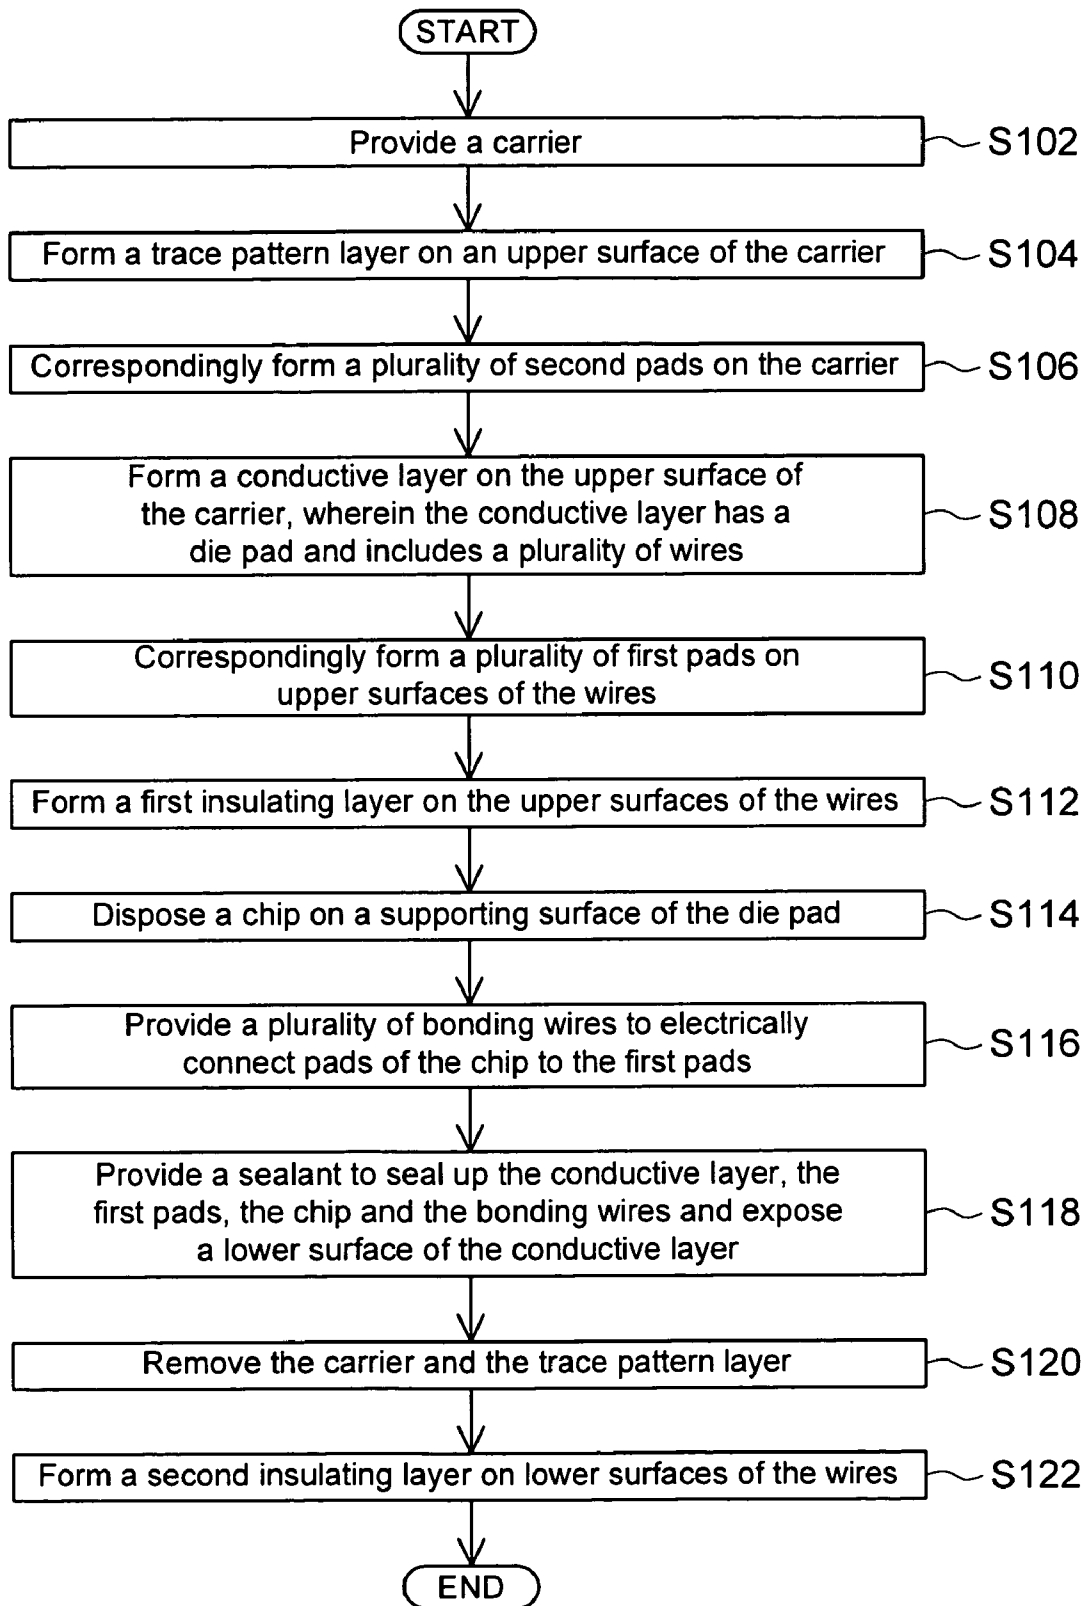 START
Provide a carrier
S102
Form a trace pattern layer on an upper surface of the carrier
S104
Correspondingly form a plurality of second pads on the carrier
S106
Form a conductive layer on the upper surface of
the carrier, wherein the conductive layer has a
die pad and includes a plurality of wires
S108
Correspondingly form a plurality of first pads on
upper surfaces of the wires
S110
Form a first insulating layer on the upper surfaces of the wires
S112
Dispose a chip on a supporting surface of the die pad
S114
Provide a plurality of bonding wires to electrically
connect pads of the chip to the first pads
S116
Provide a sealant to seal up the conductive layer, the
first pads, the chip and the bonding wires and expose
a lower surface of the conductive layer
S118
Remove the carrier and the trace pattern layer
S120
Form a second insulating layer on lower surfaces of the wires
S122
END